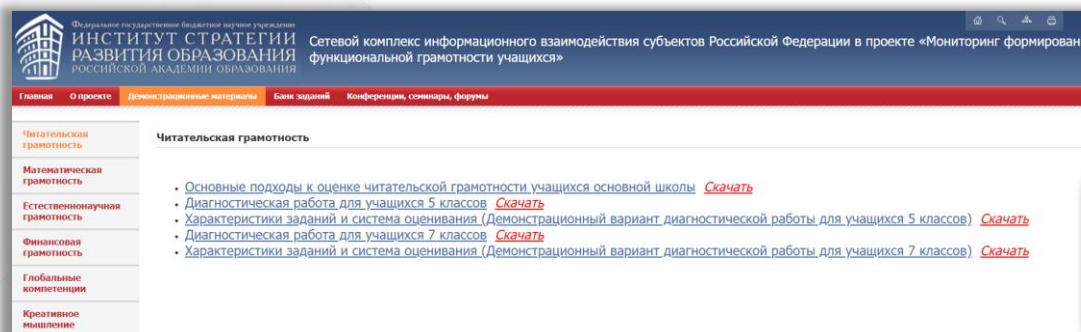 Федеральное государственное бюджетное научное учреждение
ИНСТИТУТ СТРАТЕГИИ
РАЗВИТИЯ ОБРАЗОВАНИЯ
РОССИЙСКОЙ АКАДЕМИИ ОБРАЗОВАНИЯ
Сетевой комплекс информационного взаимодействия субъектов Российской Федерации в проекте «Мониторинг формирован
функциональной грамотности учащихся»
Главная О проекте Демонстрационные материалы Банк заданий Конференции, семинары, форумы
Читательская
грамотность
Математическая
грамотность
Естественнонаучная
грамотность
Финансовая
грамотность
Глобальные
компетенции
Креативное
мышление
Читательская грамотность
• Основные подходы к оценке читательской грамотности учащихся основной школы Скачать
• Диагностическая работа для учащихся 5 классов Скачать
• Характеристики заданий и система оценивания (Демонстрационный вариант диагностической работы для учащихся 5 классов) Скачать
• Диагностическая работа для учащихся 7 классов Скачать
• Характеристики заданий и система оценивания (Демонстрационный вариант диагностической работы для учащихся 7 классов) Скачать